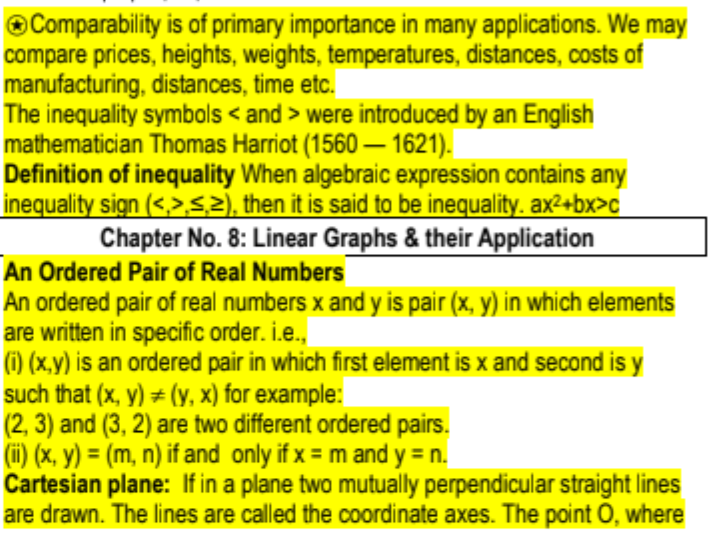 ⍟Comparability is of primary importance in many applications. We may
compare prices, heights, weights, temperatures, distances, costs of
manufacturing, distances, time etc.
The inequality symbols < and > were introduced by an English
mathematician Thomas Harriot (1560 — 1621).
Definition of inequality When algebraic expression contains any
inequality sign (<,>,≤,≥), then it is said to be inequality. ax²+bx>c
Chapter No. 8: Linear Graphs & their Application
An Ordered Pair of Real Numbers
An ordered pair of real numbers x and y is pair (x, y) in which elements
are written in specific order. i.e.,
(i) (x,y) is an ordered pair in which first element is x and second is y
such that (x, y) ≠ (y, x) for example:
(2, 3) and (3, 2) are two different ordered pairs.
(ii) (x, y) = (m, n) if and only if x = m and y = n.
Cartesian plane: If in a plane two mutually perpendicular straight lines
are drawn. The lines are called the coordinate axes. The point O, where